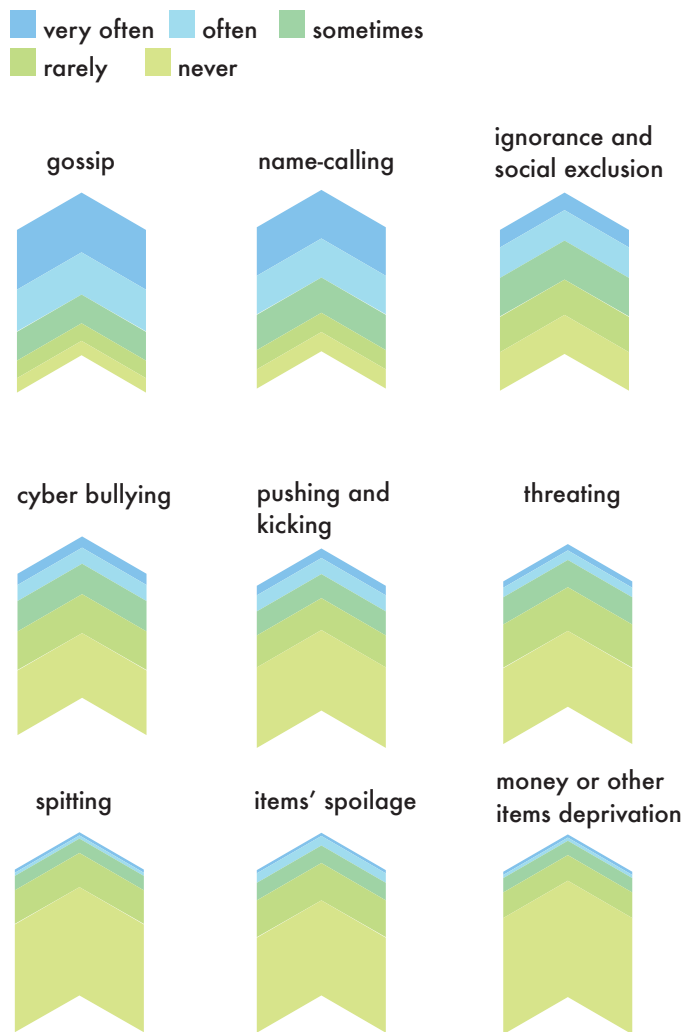 very often often sometimes
rarely never
gossip
name-calling
ignorance and
social exclusion
cyber bullying
pushing and
kicking
threating
spitting
items’ spoilage
money or other
items deprivation